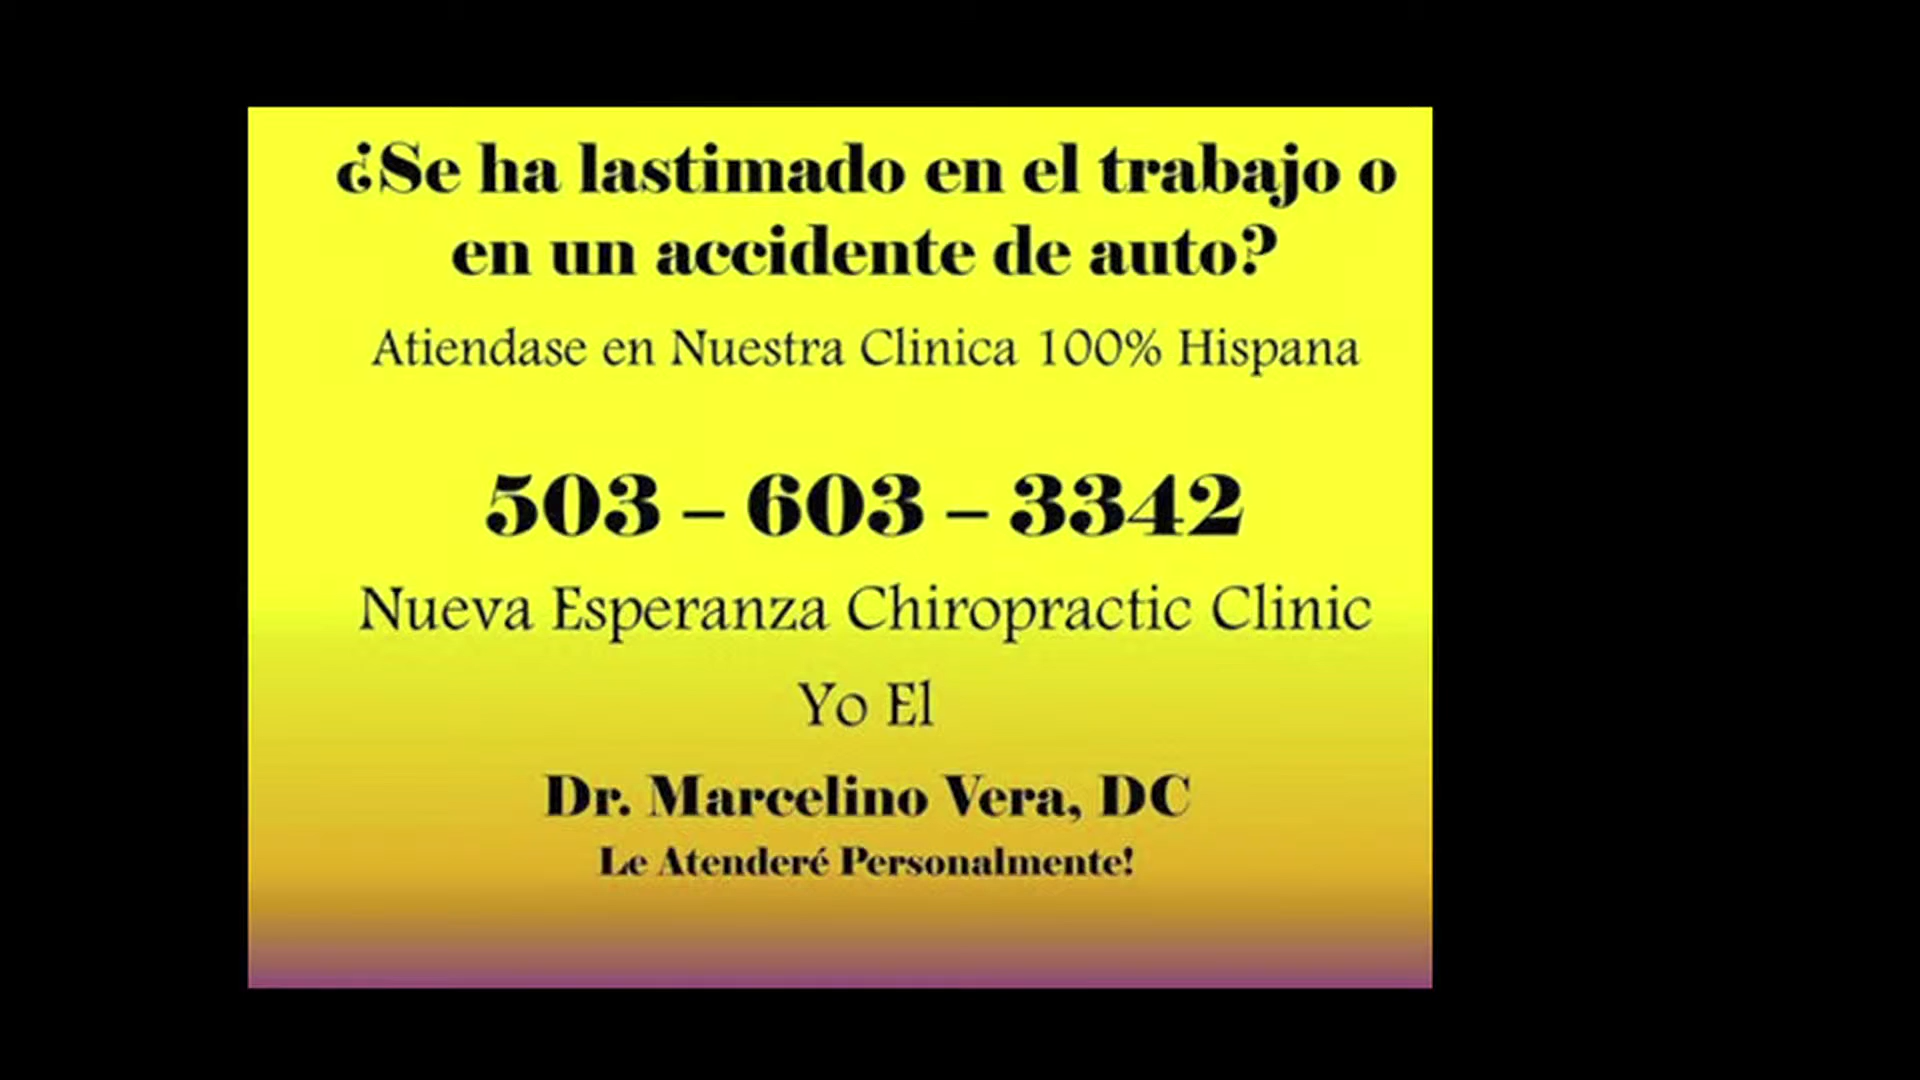 ¿Se ha lastimado en el trabajo o
en un accidente de auto?
Atiendase en Nuestra Clinica 100% Hispana
503 – 603 – 3342
Nueva Esperanza Chiropractic Clinic
Yo El
Dr. Marcelino Vera, DC
Le Atenderé Personalmente!